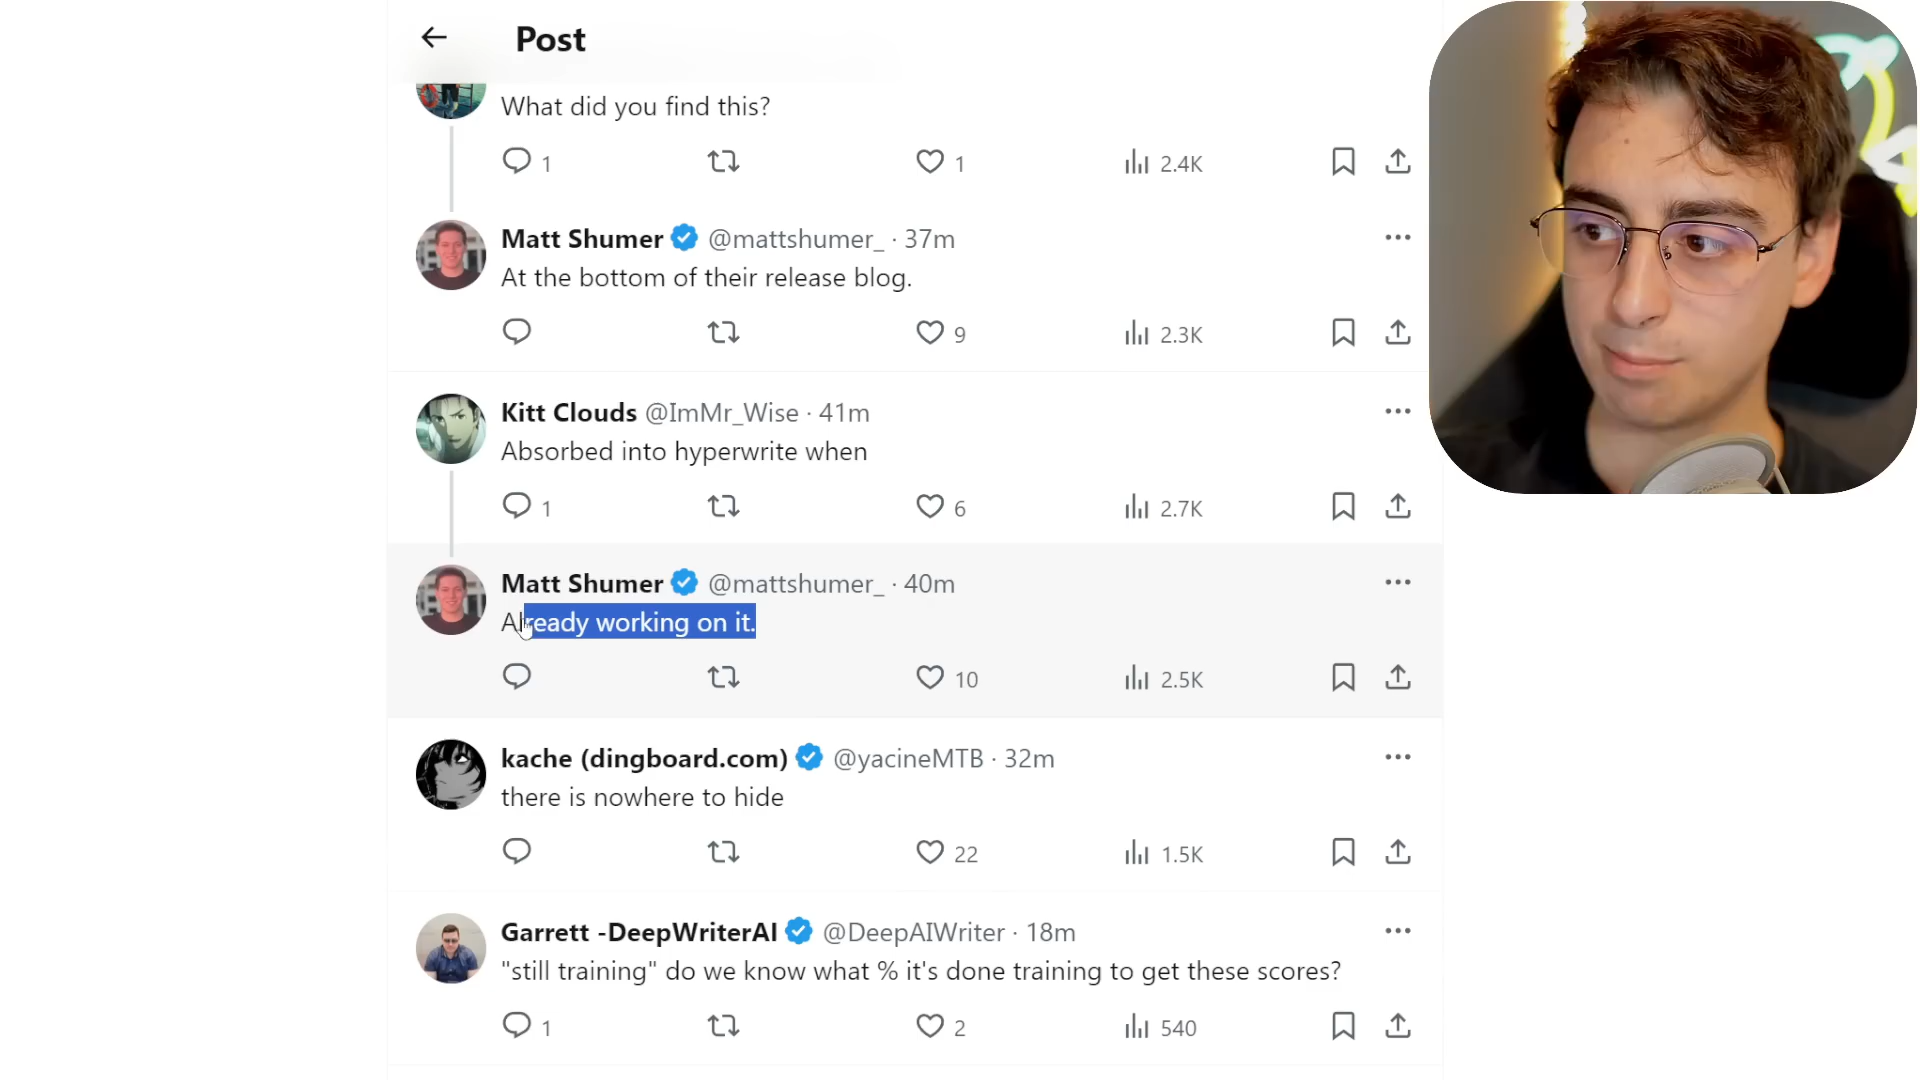 Post
What did you find this?
1 1 2.4K
Matt Shumer @mattshumer_ · 37m
At the bottom of their release blog.
9 2.3K
Kitt Clouds @ImMr_Wise · 41m
Absorbed into hyperwrite when
1 6 2.7K
Matt Shumer @mattshumer_ · 40m
Already working on it.
10 2.5K
kache (dingboard.com) @yacineMTB · 32m
there is nowhere to hide
22 1.5K
Garrett -DeepWriterAI @DeepAIWriter · 18m
"still training" do we know what % it's done training to get these scores?
1 2 540